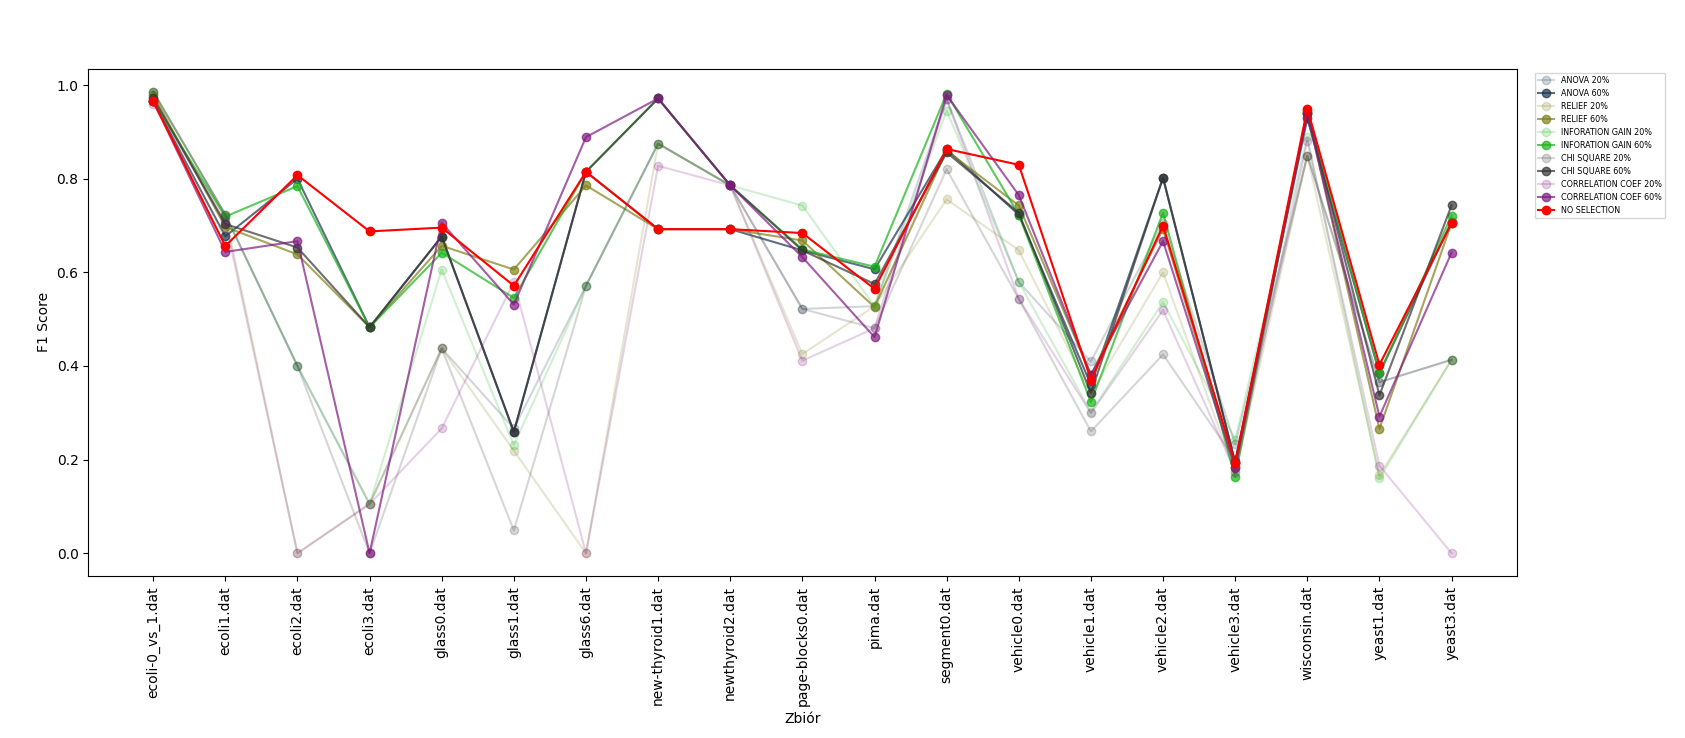 1.0
0.8
0.6
0.4
0.2
0.0
F1 Score
ecoli-0_vs_1.dat
ecoli1.dat
ecoli2.dat
ecoli3.dat
glass0.dat
glass1.dat
glass6.dat
new-thyroid1.dat
newthyroid2.dat
page-blocks0.dat
pima.dat
segment0.dat
vehicle0.dat
vehicle1.dat
vehicle2.dat
vehicle3.dat
wisconsin.dat
yeast1.dat
yeast3.dat
Zbiór
ANOVA 20%
ANOVA 60%
RELIEF 20%
RELIEF 60%
INFORATION GAIN 20%
INFORATION GAIN 60%
CHI SQUARE 20%
CHI SQUARE 60%
CORRELATION COEF 20%
CORRELATION COEF 60%
NO SELECTION